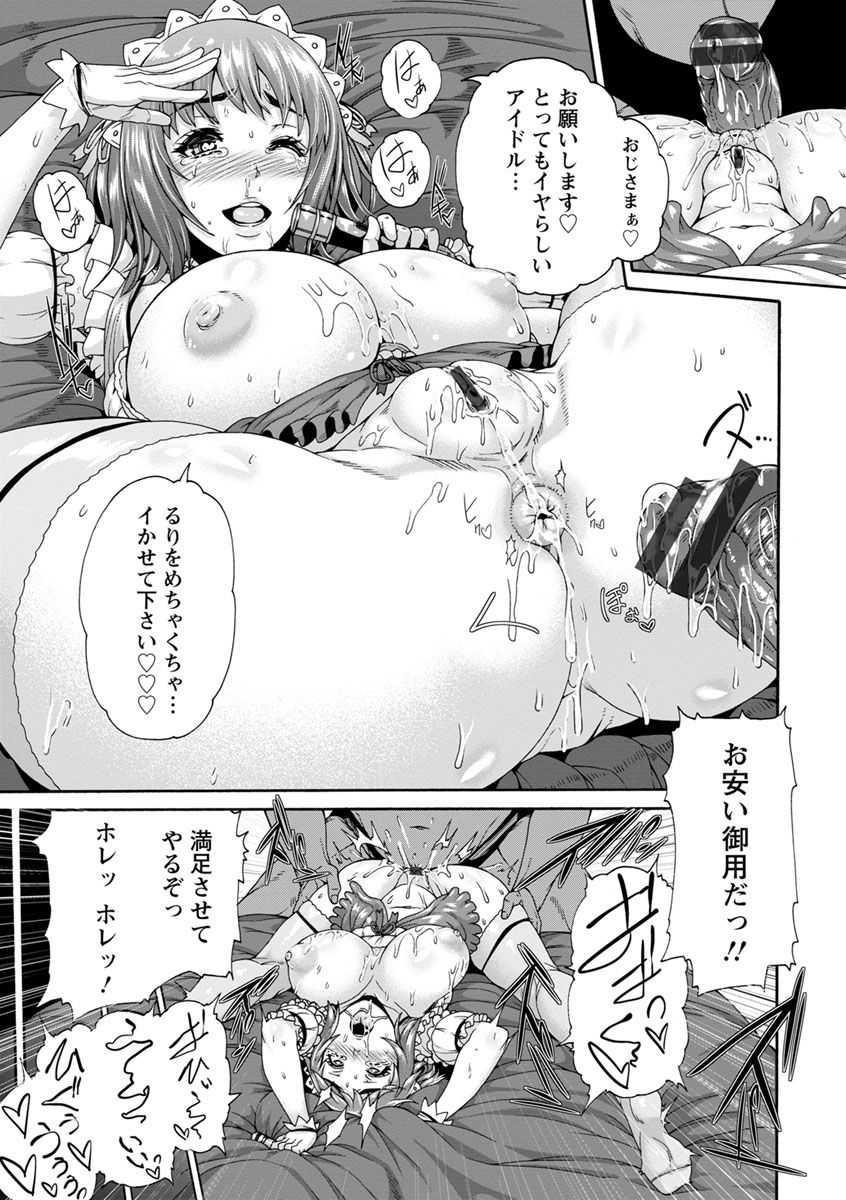 おじさまぁ♡
お願いします♡
とってもイヤらしい
アイドル…
はぁ♡
はぁ♡
はぁ♡
ズ…
ヒク♡
ぽぉ♡
るりをめちゃくちゃ…
イかせて下さい♡♡♡
お安い御用だっ!!
満足させて
やるぞっ
ホレッ ホレッ!